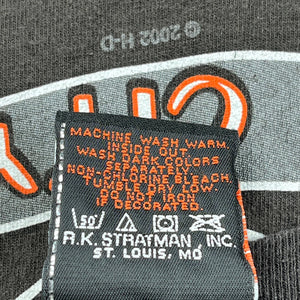 © 2002 H-D
MACHINE WASH WARM
INSIDE OUT
WASH DARK COLORS
SEPARATELY
NON-CHLORINE BLEACH
TUMBLE DRY LOW
DO NOT IRON
IF DECORATED.
50°
R.K. STRATMAN, INC.
ST. LOUIS, MO